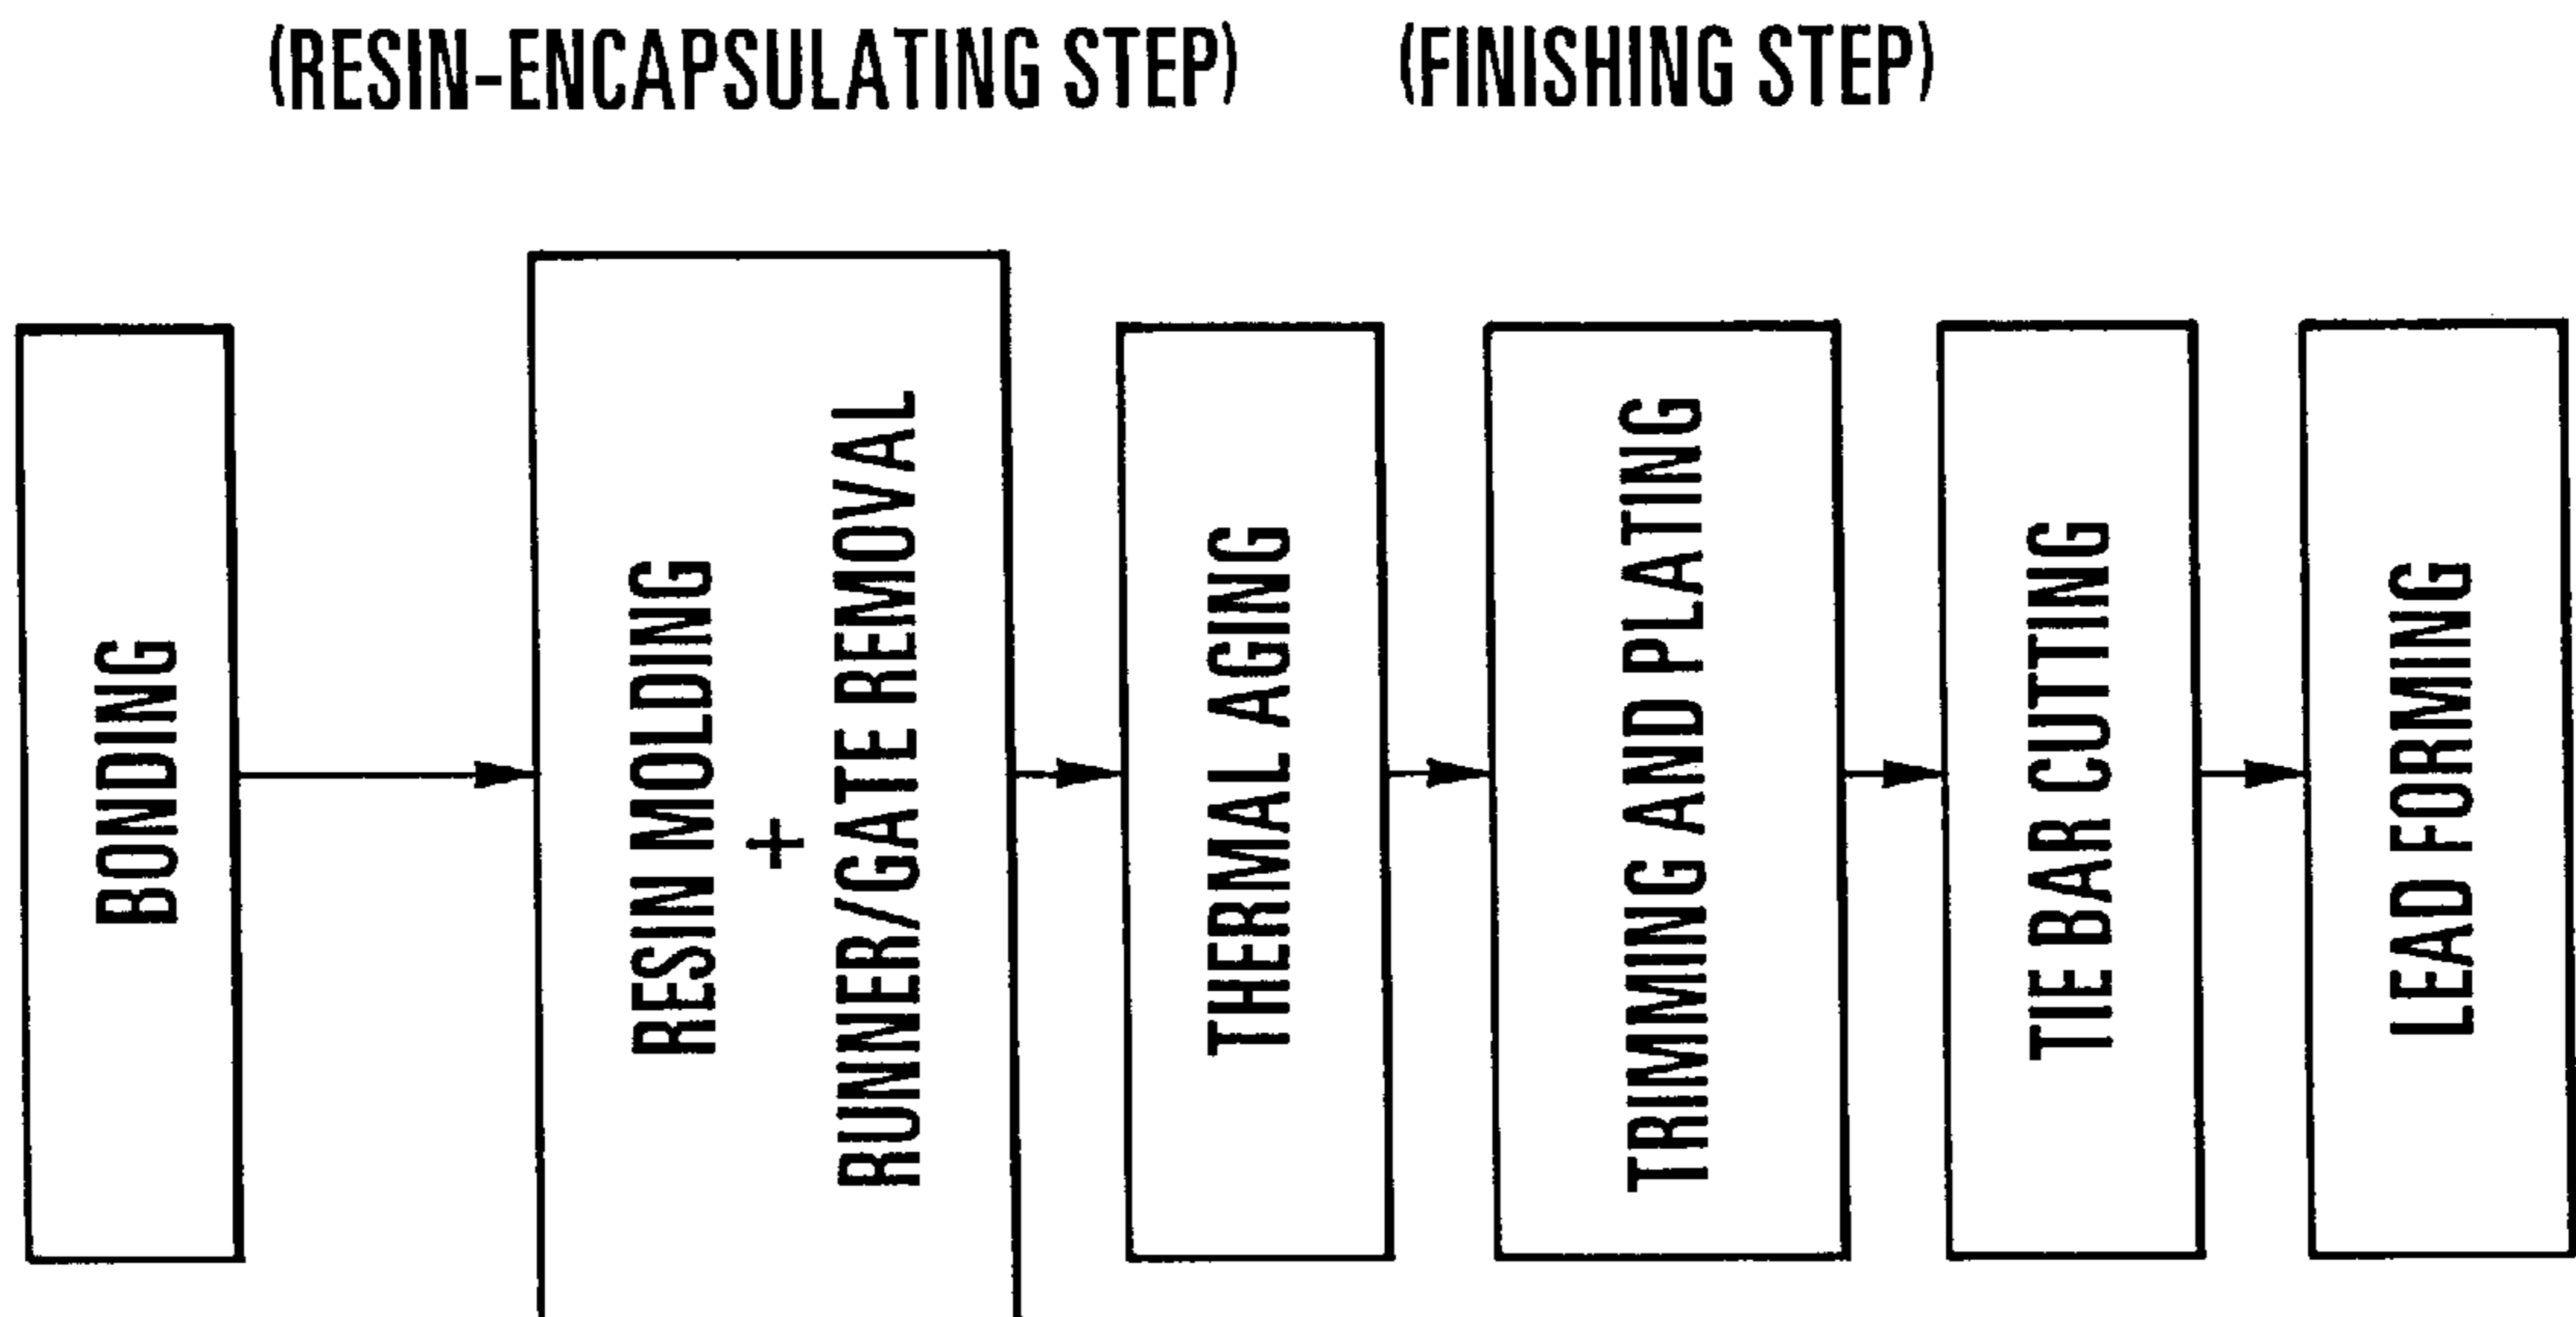 (RESIN-ENCAPSULATING STEP)
(FINISHING STEP)
BONDING
RESIN MOLDING
+
RUNNER/GATE REMOVAL
THERMAL AGING
TRIMMING AND PLATING
TIE BAR CUTTING
LEAD FORMING